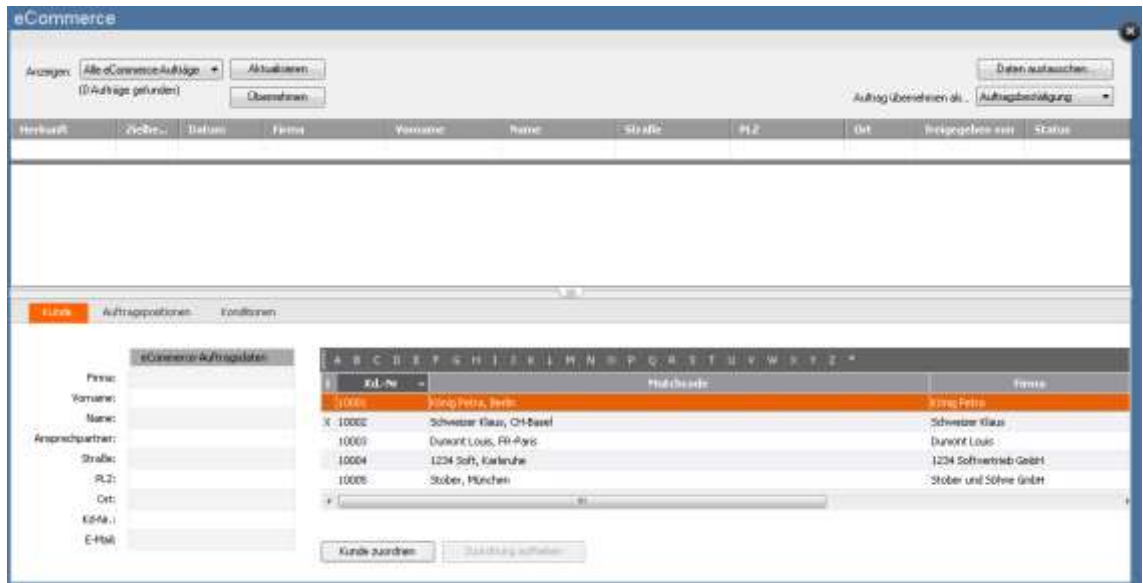 eCommerce
Anzeigen: Alle eCommerce-Aufträge Aktualisieren Daten austauschen...
(0 Aufträge gefunden) Übernehmen Auftrag übernehmen als... Auftragsbestätigung
Herkunft Zielbe... Datum Firma Vorname Name Straße PLZ Ort freigegeben von Status
Kunde Auftragspositionen Konditionen
eCommerce-Auftragsdaten
Firma:
Vorname:
Name:
Ansprechpartner:
Straße:
PLZ:
Ort:
Kd-Nr.:
E-Mail:
A B C D E F G H I J K L M N O P Q R S T U V W X Y Z *
Kd.-Nr Matchcode Firma
10001 König Petra, Berlin König Petra
X 10002 Schweizer Klaus, CH-Basel Schweizer Klaus
10003 Dumont Louis, FR-Paris Dumont Louis
10004 1234 Soft, Karlsruhe 1234 Softvertrieb GmbH
10005 Stober, München Stober und Söhne GmbH
Kunde zuordnen Zuordnung aufheben